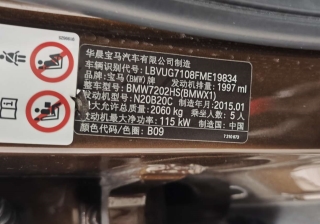 华晨宝马汽车有限公司制造
车辆识别代号: LBVUG7108FME19834
品牌: 宝马(BMW)牌 发动机排量: 1997 ml
整车型号: BMW7202HS(BMWX1)
发动机型号: N20B20C 制造年月: 2015.01
最大允许总质量: 2060 kg 乘坐人数: 5人
发动机最大净功率: 115 kW 制造国: 中国
颜色代码/色圈: B09